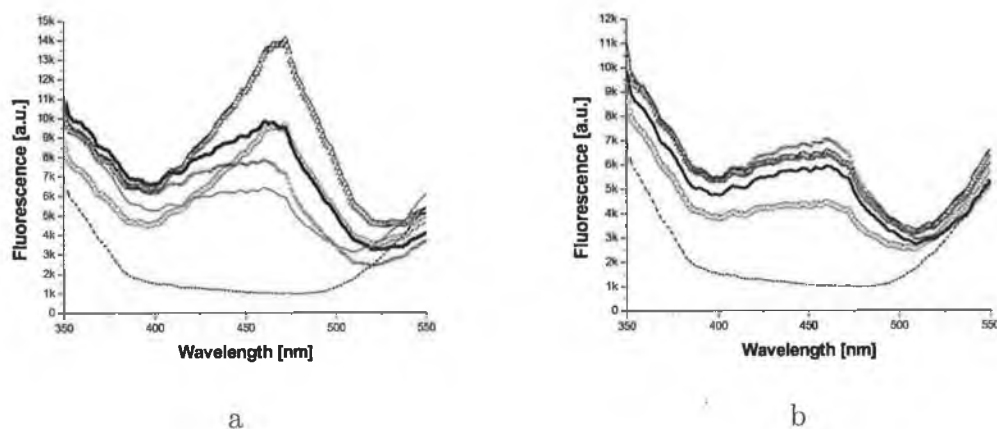 15k
14k
13k
12k
11k
10k
9k
8k
7k
6k
5k
4k
3k
2k
1k
0
350 400 450 500 550
Fluorescence [a.u.]
Wavelength [nm]
a
12k
11k
10k
9k
8k
7k
6k
5k
4k
3k
2k
1k
0
350 400 450 500 550
Fluorescence [a.u.]
Wavelength [nm]
b